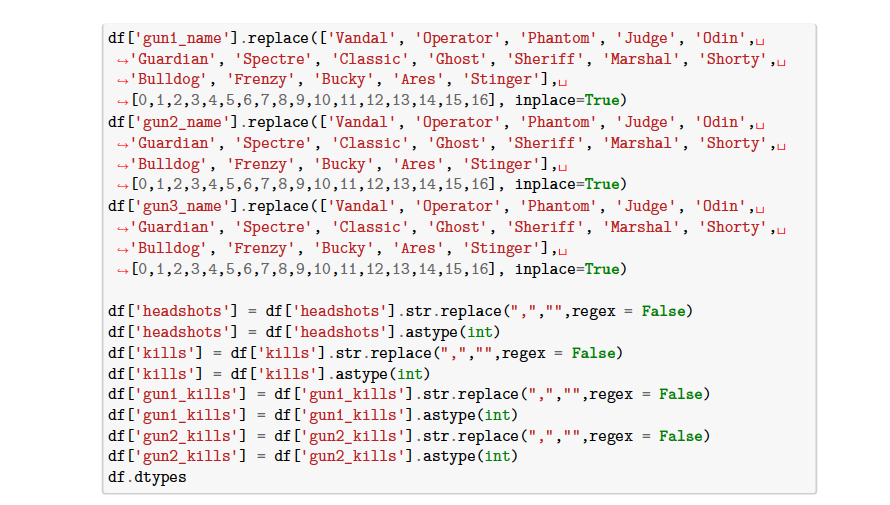 df['gun1_name'].replace(['Vandal', 'Operator', 'Phantom', 'Judge', 'Odin',␣
↪'Guardian', 'Spectre', 'Classic', 'Ghost', 'Sheriff', 'Marshal', 'Shorty',␣
↪'Bulldog', 'Frenzy', 'Bucky', 'Ares', 'Stinger'],␣
↪[0,1,2,3,4,5,6,7,8,9,10,11,12,13,14,15,16], inplace=True)
df['gun2_name'].replace(['Vandal', 'Operator', 'Phantom', 'Judge', 'Odin',␣
↪'Guardian', 'Spectre', 'Classic', 'Ghost', 'Sheriff', 'Marshal', 'Shorty',␣
↪'Bulldog', 'Frenzy', 'Bucky', 'Ares', 'Stinger'],␣
↪[0,1,2,3,4,5,6,7,8,9,10,11,12,13,14,15,16], inplace=True)
df['gun3_name'].replace(['Vandal', 'Operator', 'Phantom', 'Judge', 'Odin',␣
↪'Guardian', 'Spectre', 'Classic', 'Ghost', 'Sheriff', 'Marshal', 'Shorty',␣
↪'Bulldog', 'Frenzy', 'Bucky', 'Ares', 'Stinger'],␣
↪[0,1,2,3,4,5,6,7,8,9,10,11,12,13,14,15,16], inplace=True)
df['headshots'] = df['headshots'].str.replace(",","",regex = False)
df['headshots'] = df['headshots'].astype(int)
df['kills'] = df['kills'].str.replace(",","",regex = False)
df['kills'] = df['kills'].astype(int)
df['gun1_kills'] = df['gun1_kills'].str.replace(",","",regex = False)
df['gun1_kills'] = df['gun1_kills'].astype(int)
df['gun2_kills'] = df['gun2_kills'].str.replace(",","",regex = False)
df['gun2_kills'] = df['gun2_kills'].astype(int)
df.dtypes